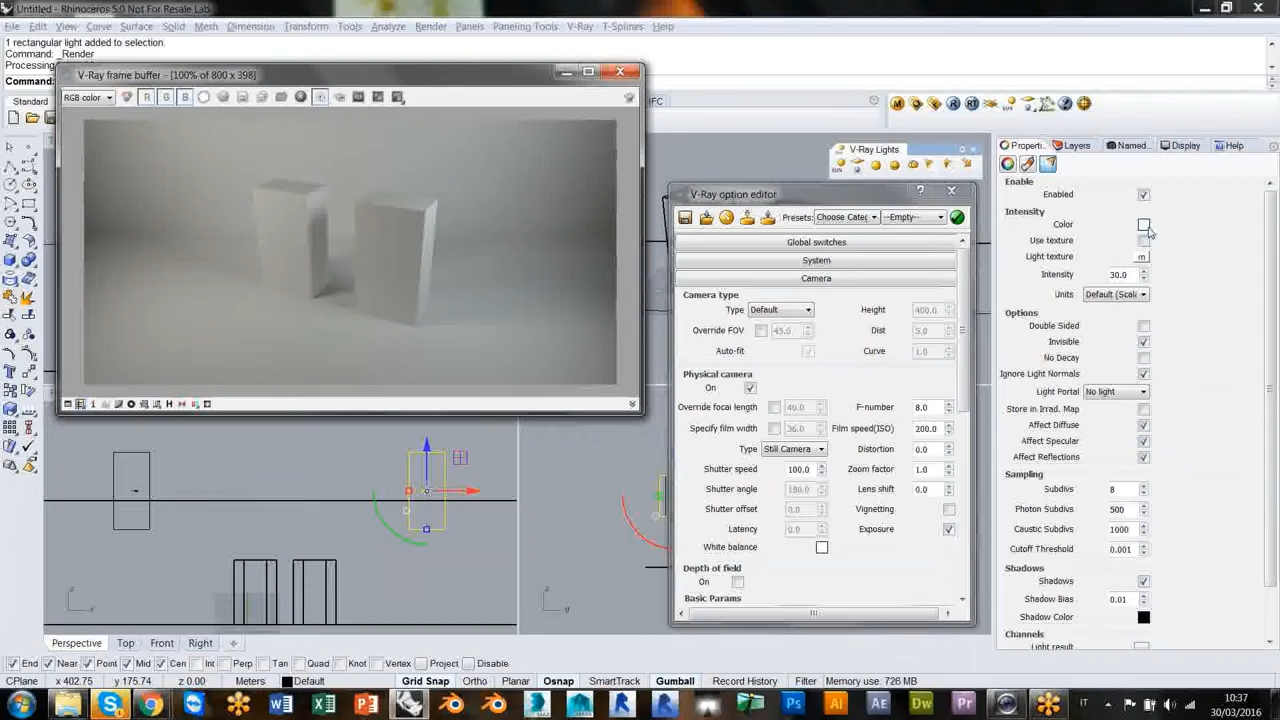 Untitled - Rhinoceros 5.0 Not For Resale Lab
File Edit View Curve Surface Solid Mesh Dimension Transform Tools Analyze Render Panels Paneling Tools V-Ray T-Splines Help
1 rectangular light added to selection.
Command: _Render
Command:
Standard
V-Ray frame buffer - [100% of 800 x 398]
RGB color
R G B
V-Ray Lights
V-Ray option editor
Presets: Choose Cate --Empty--
Global switches
System
Camera
Camera type
Type Default Height 400.0
Override FOV 45.0 Dist 5.0
Auto-fit Curve 1.0
Physical camera
On
Override focal length 40.0 F-number 8.0
Specify film width 36.0 Film speed(ISO) 200.0
Type Still Camera Distortion 0.0
Shutter speed 100.0 Zoom factor 1.0
Shutter angle 180.0 Lens shift 0.0
Shutter offset 0.0 Vignetting
Latency 0.0 Exposure
White balance
Depth of field
On
Basic Params
Properti... Layers Named... Display Help
Enable
Enabled
Intensity
Color
Use texture
Light texture m
Intensity 30.0
Units Default (Scala
Options
Double Sided
Invisible
No Decay
Ignore Light Normals
Light Portal No light
Store in Irrad. Map
Affect Diffuse
Affect Specular
Affect Reflections
Sampling
Subdivs 8
Photon Subdivs 500
Caustic Subdivs 1000
Cutoff Threshold 0.001
Shadows
Shadows
Shadow Bias 0.01
Shadow Color
Channels
Light result
z x
z y
Perspective Top Front Right
End Near Point Mid Cen Int Perp Tan Quad Knot Vertex Project Disable
CPlane x 402.75 y 175.74 z 0.00 Meters Default Grid Snap Ortho Planar Osnap SmartTrack Gumball Record History Filter Memory use: 726 MB
IT 10:37
30/03/2016